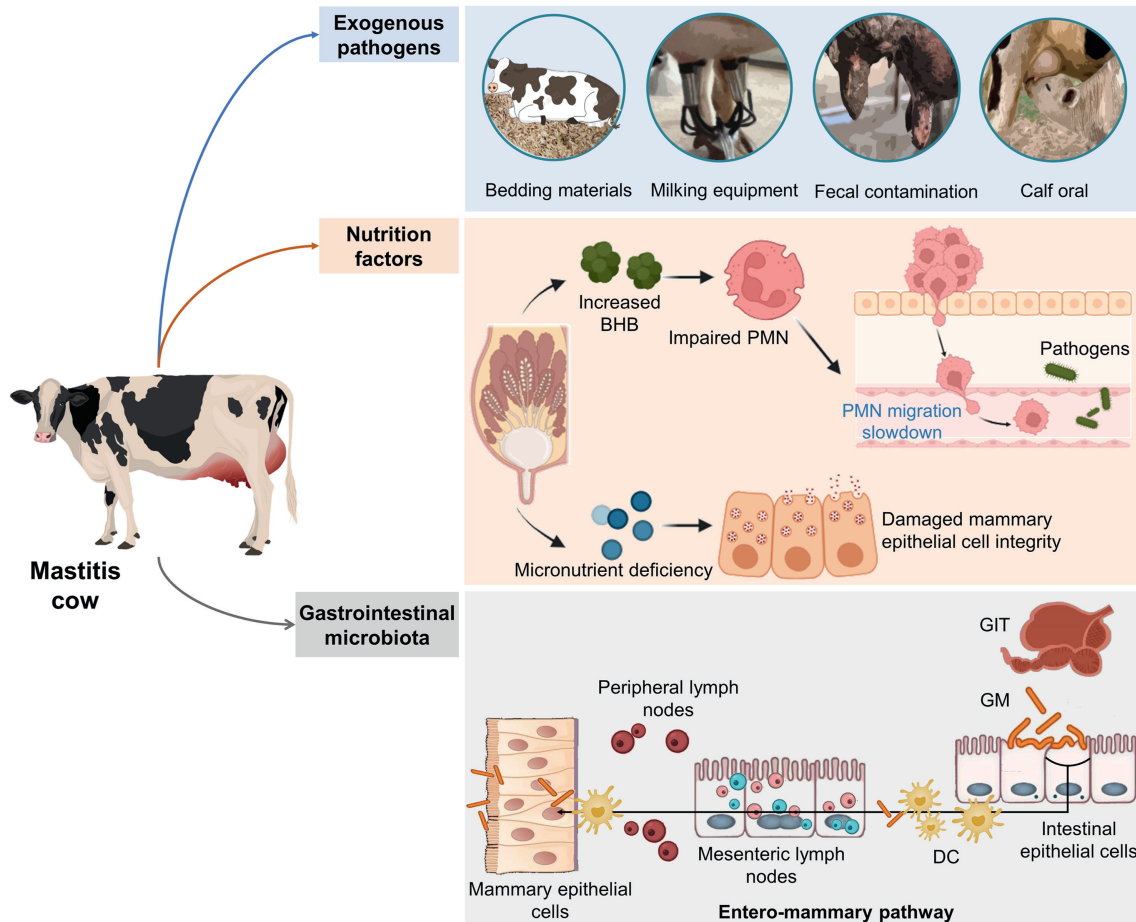 Exogenous
pathogens
Bedding materials
Milking equipment
Fecal contamination
Calf oral
Nutrition
factors
Increased
BHB
Impaired PMN
Pathogens
PMN migration
slowdown
Micronutrient deficiency
Damaged mammary
epithelial cell integrity
Mastitis
cow
Gastrointestinal
microbiota
GIT
GM
Peripheral lymph
nodes
Mesenteric lymph
nodes
DC
Intestinal
epithelial cells
Mammary epithelial
cells
Entero-mammary pathway